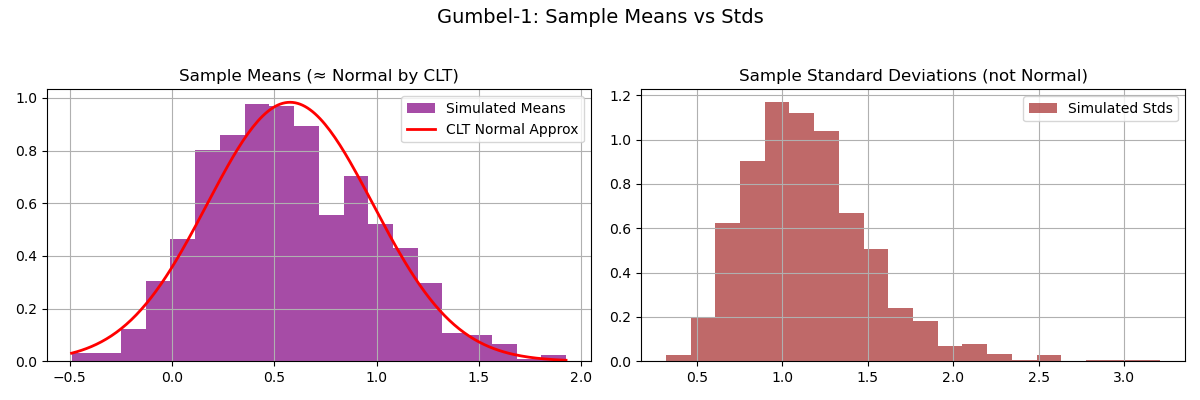 Gumbel-1: Sample Means vs Stds
Sample Means (≈ Normal by CLT)
Simulated Means
CLT Normal Approx
1.0
0.8
0.6
0.4
0.2
0.0
−0.5 0.0 0.5 1.0 1.5 2.0
Sample Standard Deviations (not Normal)
Simulated Stds
1.2
1.0
0.8
0.6
0.4
0.2
0.0
0.5 1.0 1.5 2.0 2.5 3.0